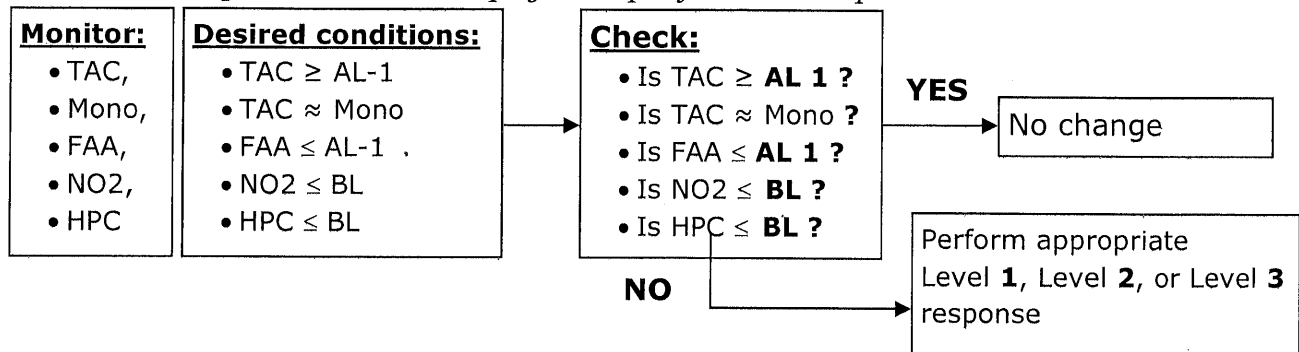 Monitor:
• TAC,
• Mono,
• FAA,
• NO2,
• HPC
Desired conditions:
• TAC ≥ AL-1
• TAC ≈ Mono
• FAA ≤ AL-1 .
• NO2 ≤ BL
• HPC ≤ BL
Check:
• Is TAC ≥ AL 1 ?
• Is TAC ≈ Mono ?
• Is FAA ≤ AL 1 ?
• Is NO2 ≤ BL ?
• Is HPC ≤ BL ?
YES
No change
NO
Perform appropriate
Level 1, Level 2, or Level 3
response